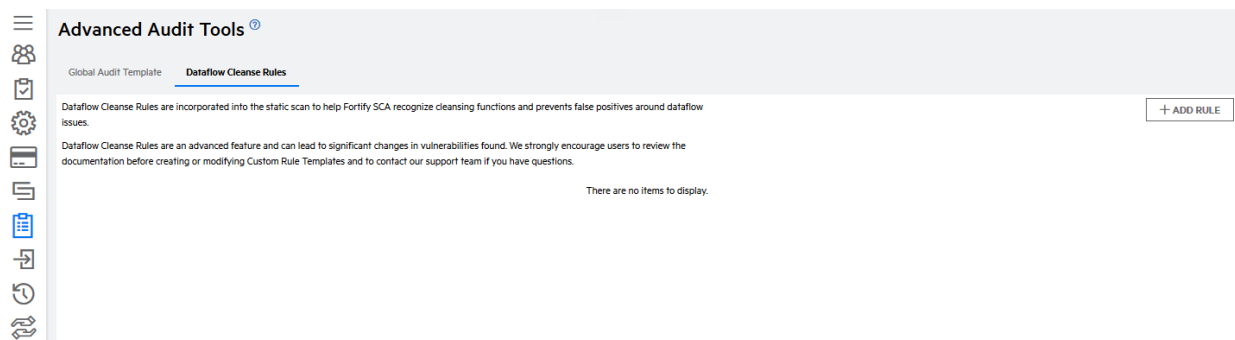 Advanced Audit Tools ?
Global Audit Template Dataflow Cleanse Rules
Dataflow Cleanse Rules are incorporated into the static scan to help Fortify SCA recognize cleansing functions and prevents false positives around dataflow
issues.
+ ADD RULE
Dataflow Cleanse Rules are an advanced feature and can lead to significant changes in vulnerabilities found. We strongly encourage users to review the
documentation before creating or modifying Custom Rule Templates and to contact our support team if you have questions.
There are no items to display.